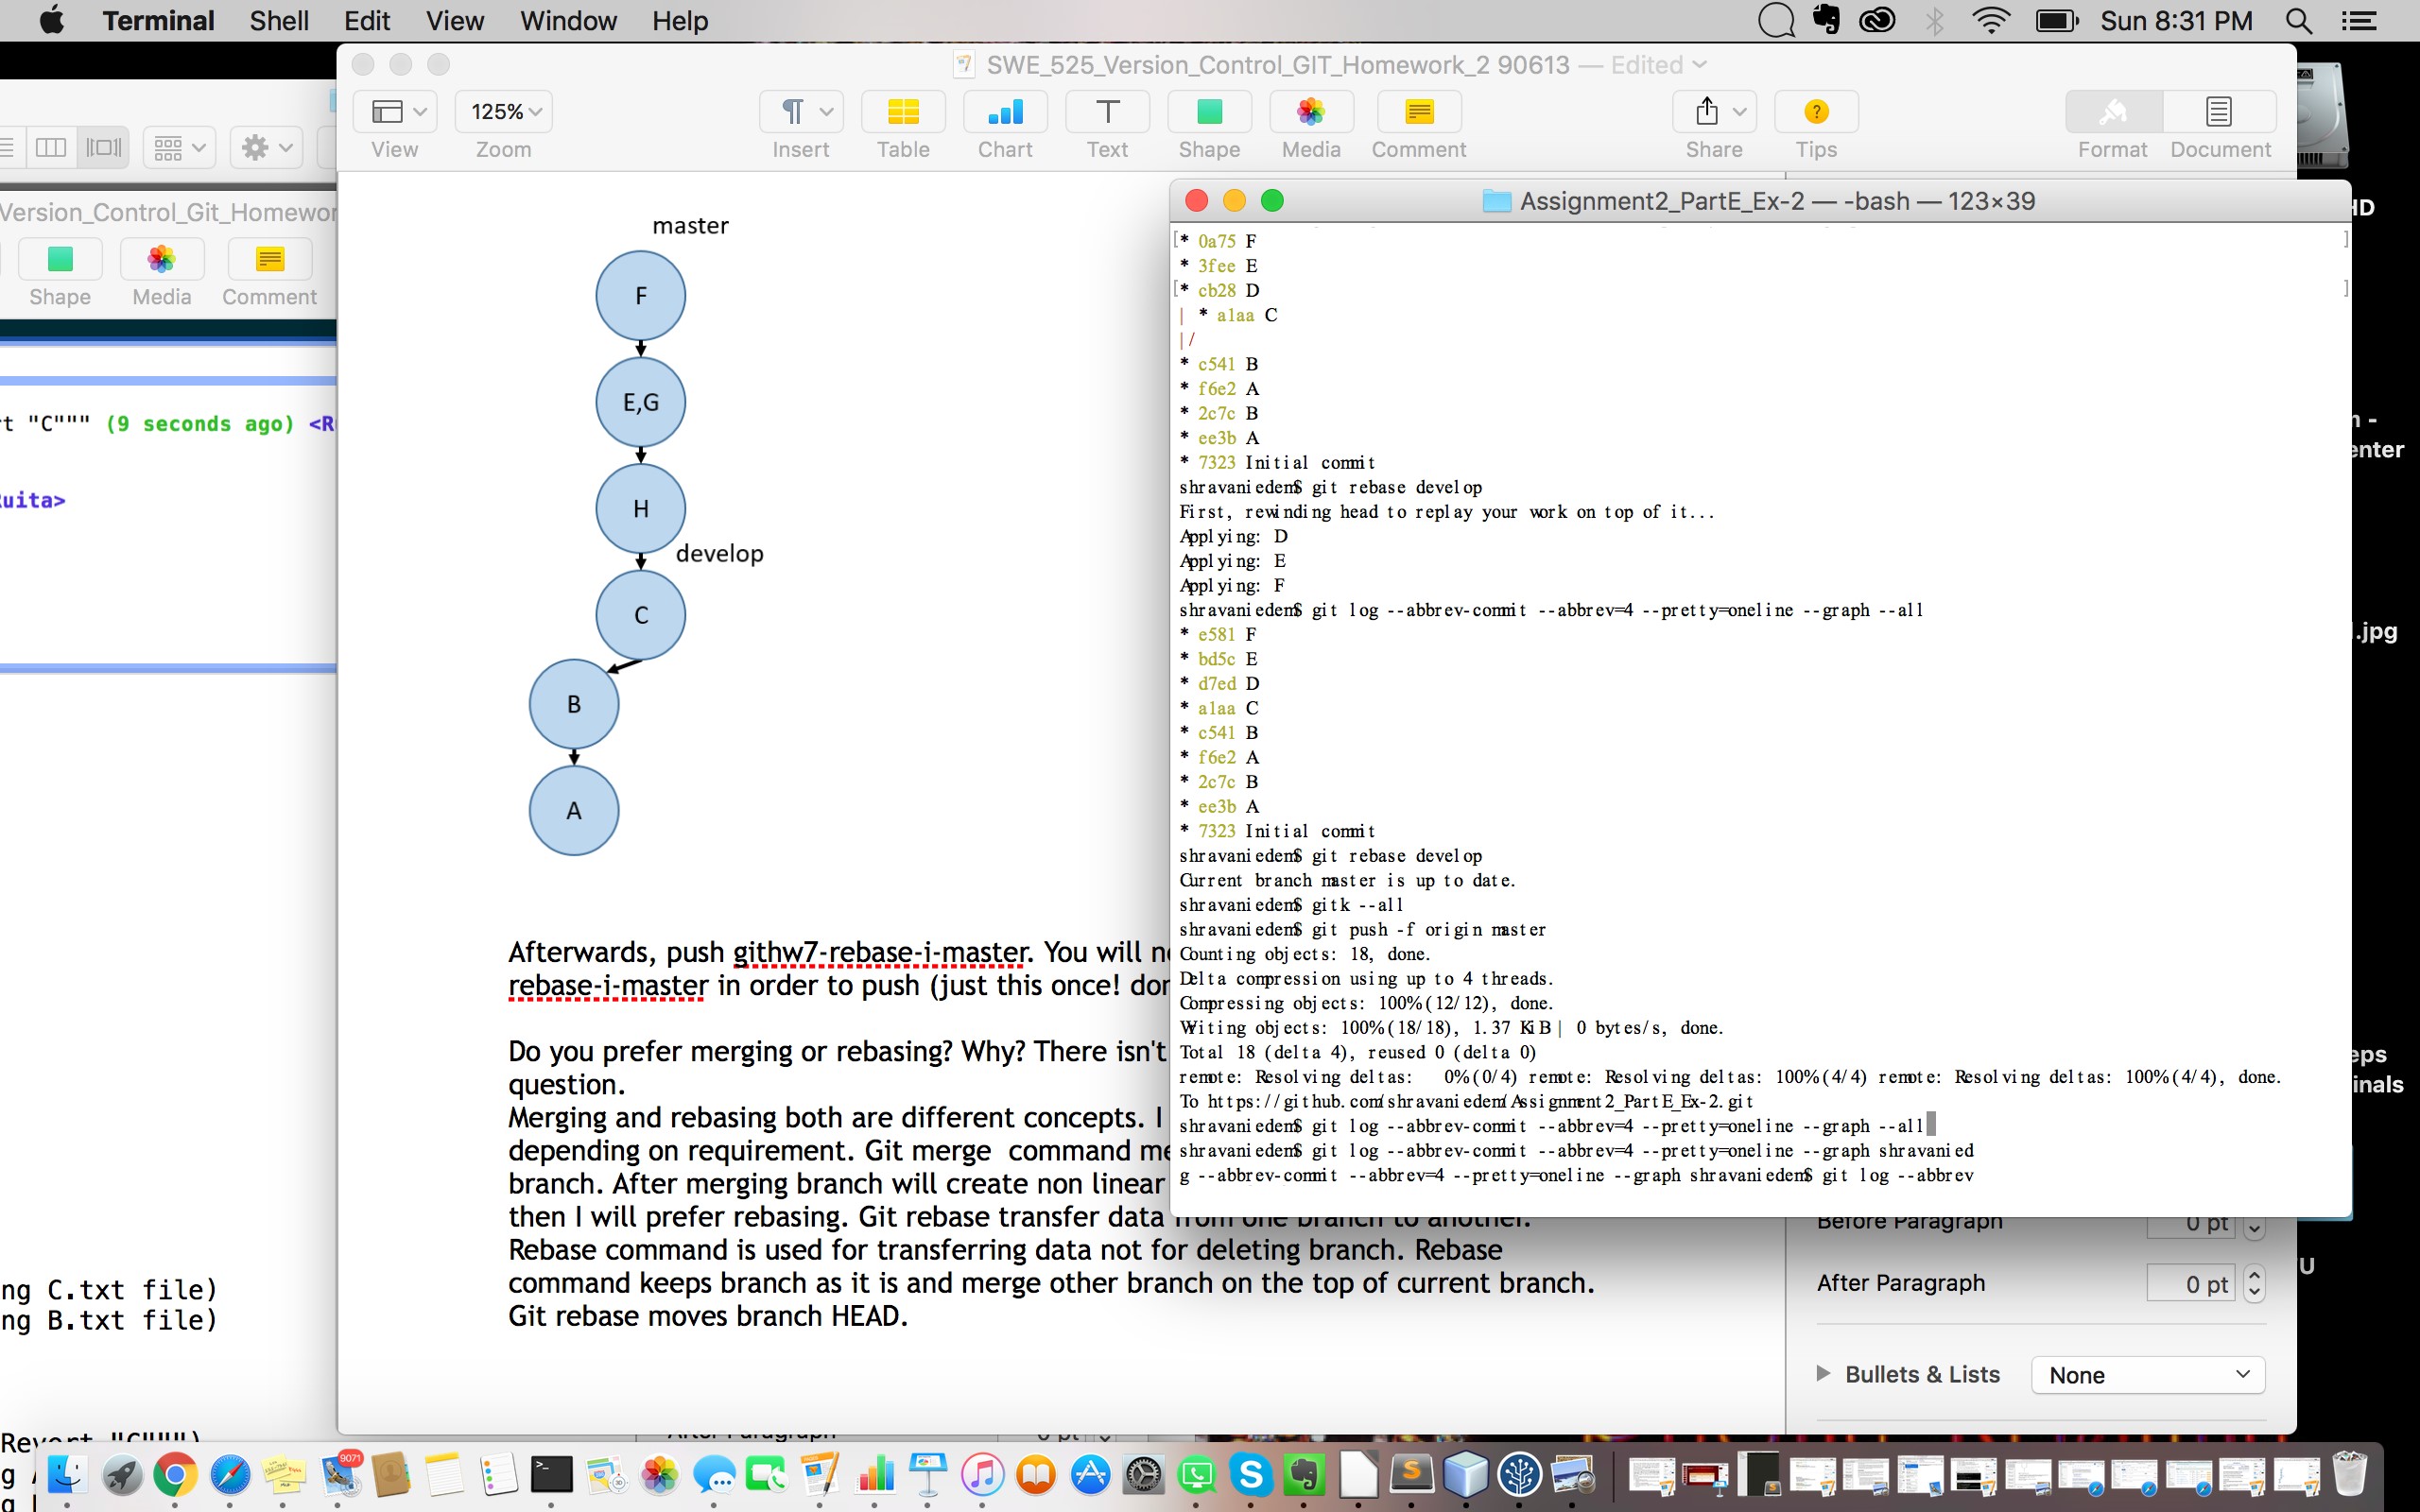 Terminal Shell Edit View Window Help
Sun 8:31 PM
SWE_525_Version_Control_GIT_Homework_2 90613 — Edited
125%
View Zoom Insert Table Chart Text Shape Media Comment Share Tips Format Document
Version_Control_Git_Homewor
Shape Media Comment
rt "C""" (9 seconds ago) <R
uita>
ng C.txt file)
ng B.txt file)
Revert "C""")
master
F
E,G
H
develop
C
B
A
Afterwards, push githw7-rebase-i-master. You will ne
rebase-i-master in order to push (just this once! don
Do you prefer merging or rebasing? Why? There isn't
question.
Merging and rebasing both are different concepts. I
depending on requirement. Git merge  command me
branch. After merging branch will create non linear
then I will prefer rebasing. Git rebase transfer data from one branch to another.
Rebase command is used for transferring data not for deleting branch. Rebase
command keeps branch as it is and merge other branch on the top of current branch.
Git rebase moves branch HEAD.
Assignment2_PartE_Ex-2 — -bash — 123×39
* 0a75 F
* 3fee E
* cb28 D
| * a1aa C
|/
* c541 B
* f6e2 A
* 2c7c B
* ee3b A
* 7323 Initial commit
shravaniedem$ git rebase develop
First, rewinding head to replay your work on top of it...
Applying: D
Applying: E
Applying: F
shravaniedem$ git log --abbrev-commit --abbrev=4 --pretty=oneline --graph --all
* e581 F
* bd5c E
* d7ed D
* a1aa C
* c541 B
* f6e2 A
* 2c7c B
* ee3b A
* 7323 Initial commit
shravaniedem$ git rebase develop
Current branch master is up to date.
shravaniedem$ gitk --all
shravaniedem$ git push -f origin master
Counting objects: 18, done.
Delta compression using up to 4 threads.
Compressing objects: 100% (12/12), done.
Writing objects: 100% (18/18), 1.37 KiB | 0 bytes/s, done.
Total 18 (delta 4), reused 0 (delta 0)
remote: Resolving deltas:   0% (0/4) remote: Resolving deltas: 100% (4/4) remote: Resolving deltas: 100% (4/4), done.
To https://github.com/shravaniedem/Assignment2_PartE_Ex-2.git
shravaniedem$ git log --abbrev-commit --abbrev=4 --pretty=oneline --graph --all
shravaniedem$ git log --abbrev-commit --abbrev=4 --pretty=oneline --graph shravanied
g --abbrev-commit --abbrev=4 --pretty=oneline --graph shravaniedem$ git log --abbrev
Before Paragraph 0 pt
After Paragraph 0 pt
Bullets & Lists None
HD
n -
enter
.jpg
eps
inals
U
9071